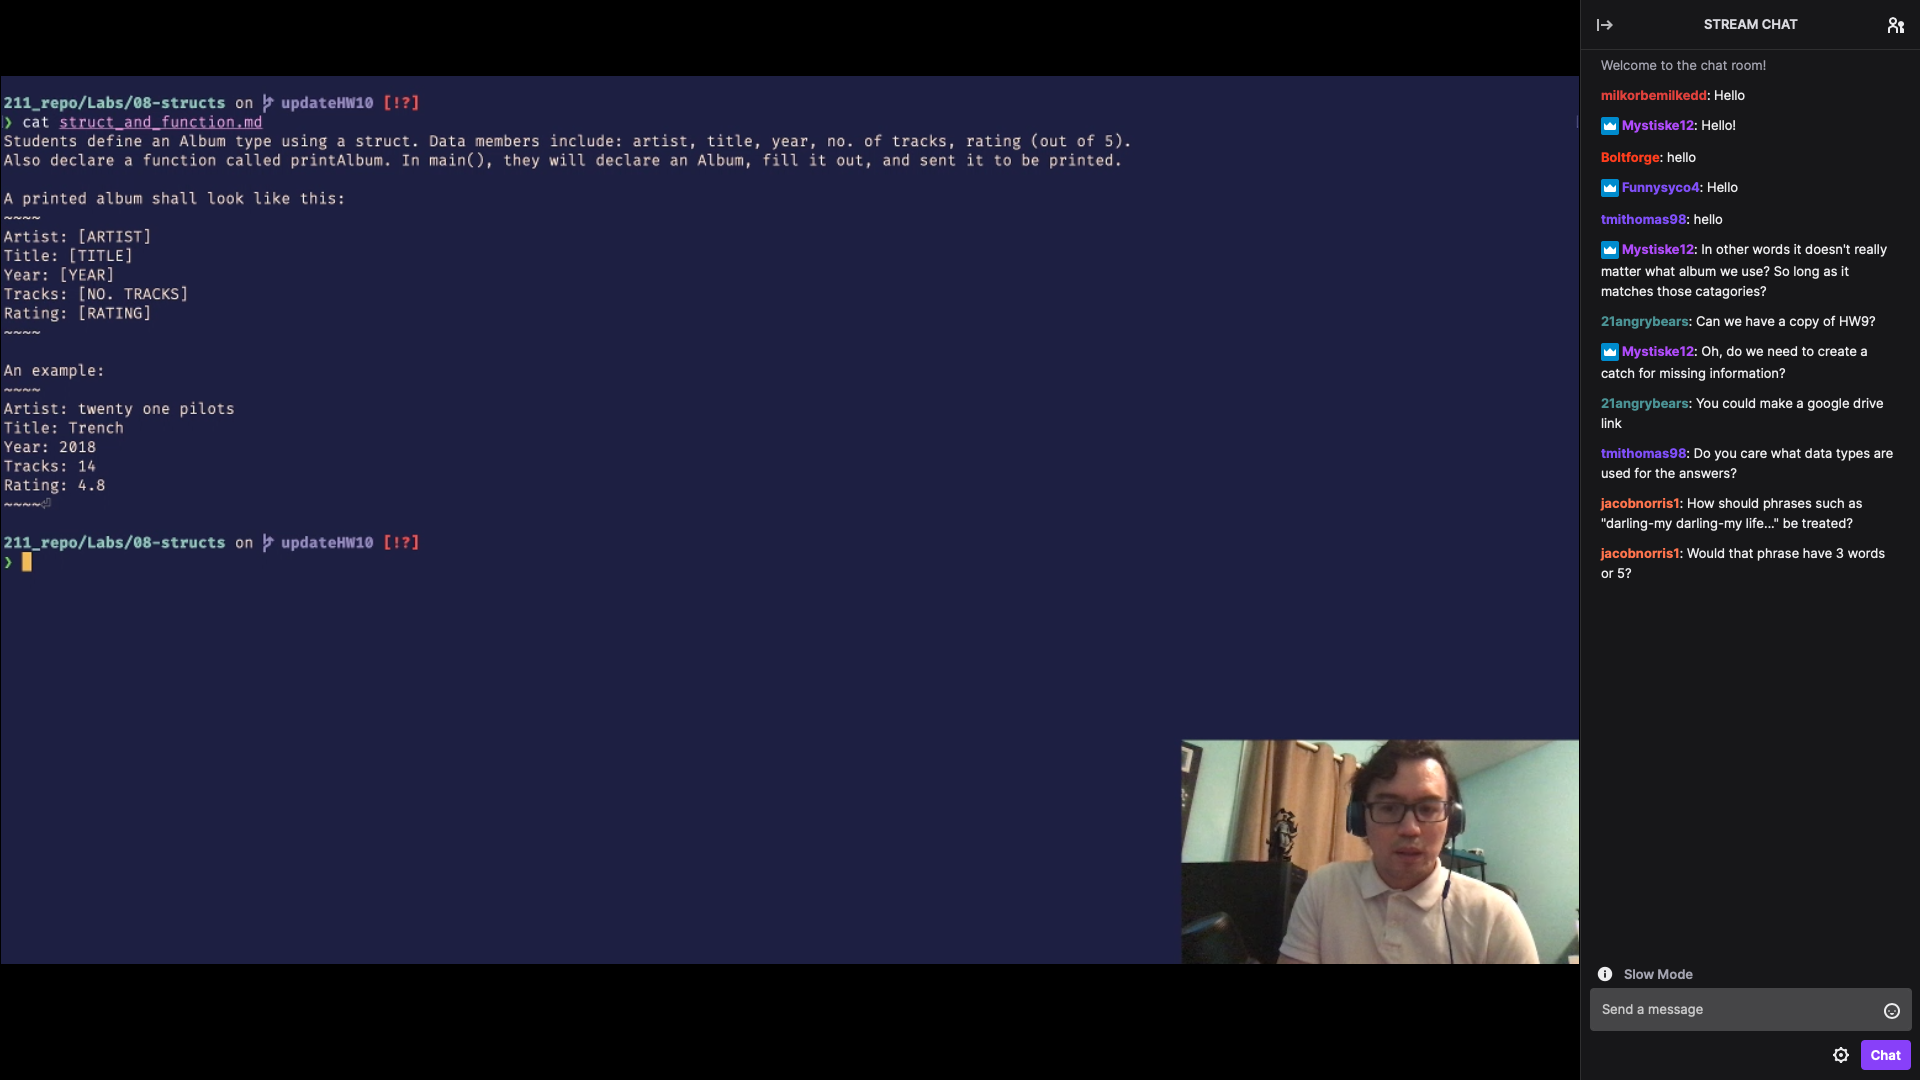 211_repo/Labs/08-structs on updateHW10 [!?]
❯ cat struct_and_function.md
Students define an Album type using a struct. Data members include: artist, title, year, no. of tracks, rating (out of 5).
Also declare a function called printAlbum. In main(), they will declare an Album, fill it out, and sent it to be printed.
A printed album shall look like this:
~~~~
Artist: [ARTIST]
Title: [TITLE]
Year: [YEAR]
Tracks: [NO. TRACKS]
Rating: [RATING]
~~~~
An example:
~~~~
Artist: twenty one pilots
Title: Trench
Year: 2018
Tracks: 14
Rating: 4.8
~~~~⏎
211_repo/Labs/08-structs on updateHW10 [!?]
❯
STREAM CHAT
Welcome to the chat room!
milkorbemilkedd: Hello
Mystiske12: Hello!
Boltforge: hello
Funnysyco4: Hello
tmithomas98: hello
Mystiske12: In other words it doesn't really
matter what album we use? So long as it
matches those catagories?
21angrybears: Can we have a copy of HW9?
Mystiske12: Oh, do we need to create a
catch for missing information?
21angrybears: You could make a google drive
link
tmithomas98: Do you care what data types are
used for the answers?
jacobnorris1: How should phrases such as
"darling-my darling-my life..." be treated?
jacobnorris1: Would that phrase have 3 words
or 5?
Slow Mode
Send a message
Chat